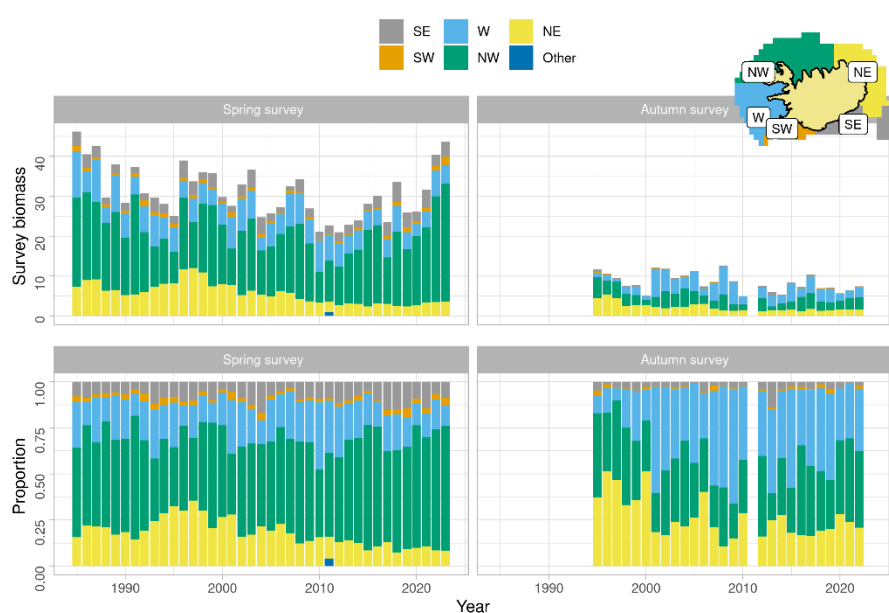 SE W NE
SW NW Other
NW NE
W SW SE
Spring survey Autumn survey
Survey biomass
0 10 20 30 40
Spring survey Autumn survey
Proportion
0.00 0.25 0.50 0.75 1.00
1990 2000 2010 2020 1990 2000 2010 2020
Year